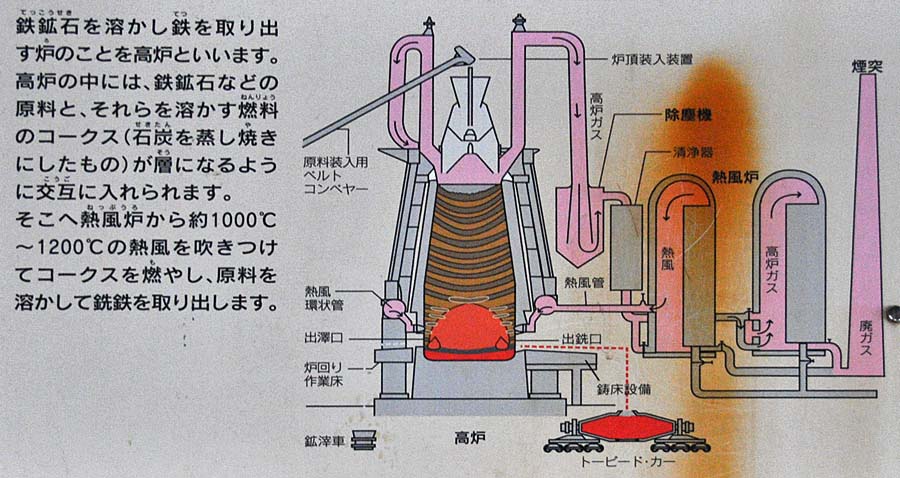 鉄鉱石を溶かし鉄を取り出
す炉のことを高炉といいます。
高炉の中には、鉄鉱石などの
原料と、それらを溶かす燃料
のコークス(石炭を蒸し焼き
にしたもの)が層になるよう
に交互に入れられます。
そこへ熱風炉から約1000℃
～1200℃の熱風を吹きつけ
てコークスを燃やし、原料を
溶かして銑鉄を取り出します。
炉頂装入装置
煙突
高炉ガス
除塵機
清浄器
原料装入用
ベルト
コンベヤー
熱風炉
熱風
高炉ガス
廃ガス
熱風管
熱風
環状管
出滓口
出銑口
炉回り
作業床
鋳床設備
鉱滓車
高炉
トーピード・カー